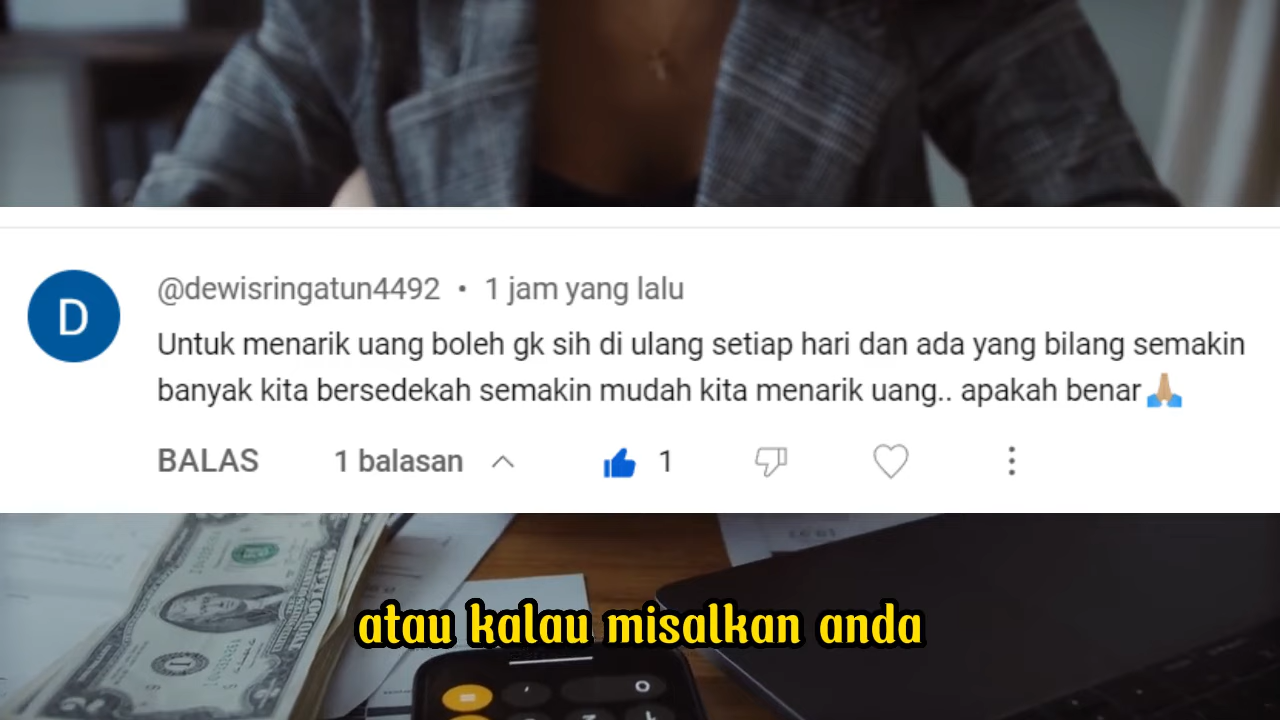 D
@dewisringatun4492 • 1 jam yang lalu
Untuk menarik uang boleh gk sih di ulang setiap hari dan ada yang bilang semakin
banyak kita bersedekah semakin mudah kita menarik uang.. apakah benar🙏🏽
BALAS 1 balasan 1
atau kalau misalkan anda